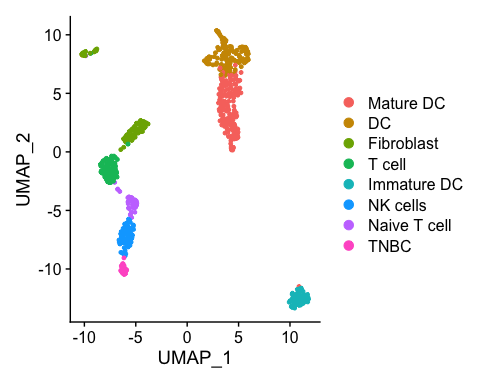 10
5
0
-5
-10
UMAP_2
-10
-5
0
5
10
UMAP_1
Mature DC
DC
Fibroblast
T cell
Immature DC
NK cells
Naive T cell
TNBC